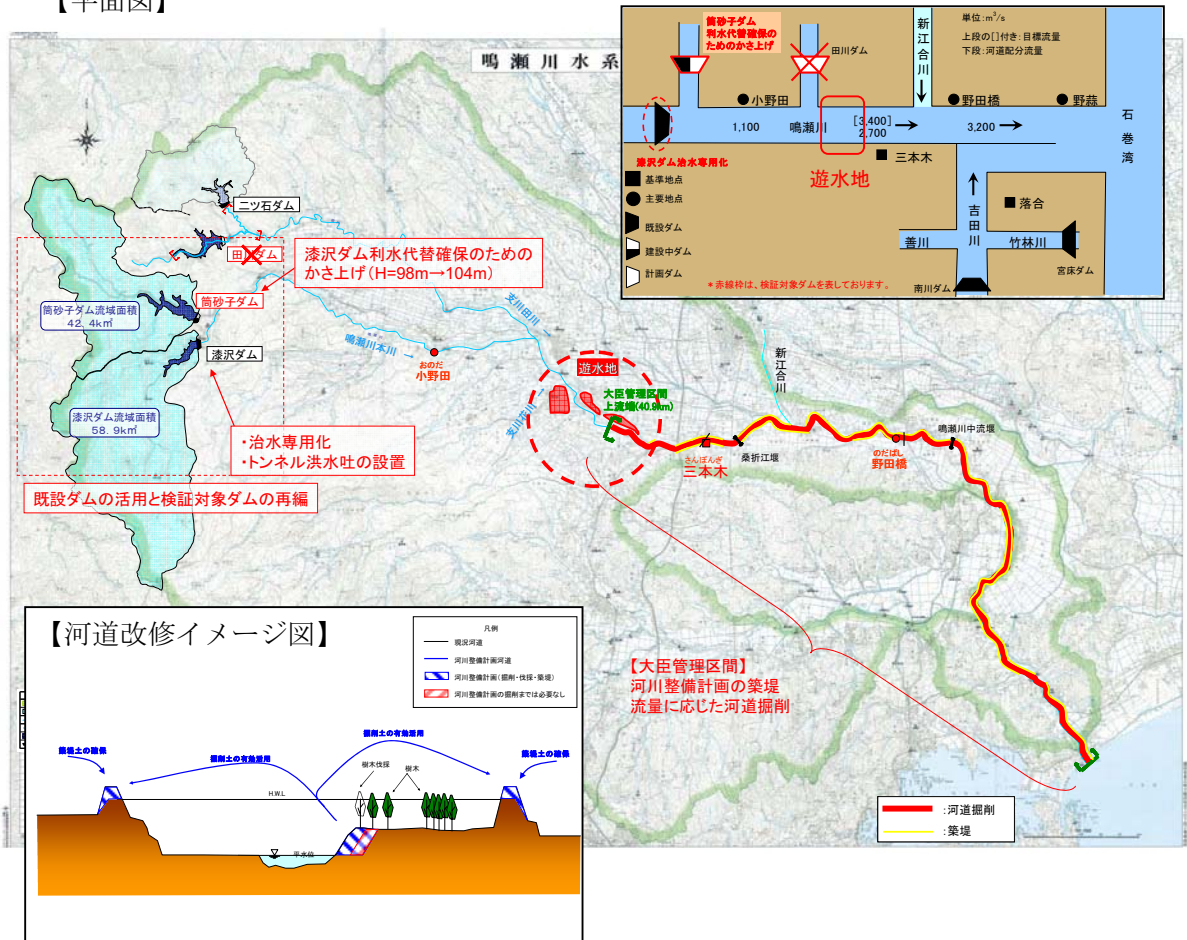 【平面図】
鳴瀬川水系
筒砂子ダム
利水代替確保の
ためのかさ上げ
田川ダム
新江合川
単位:m³/s
上段の[]付き:目標流量
下段:河道配分流量
小野田
野田橋
野蒜
石巻湾
1,100
鳴瀬川
[3,400]
2,700
3,200
漆沢ダム治水専用化
三本木
遊水地
基準地点
主要地点
既設ダム
建設中ダム
計画ダム
吉田川
落合
善川
竹林川
宮床ダム
南川ダム
*赤線枠は、検証対象ダムを表しております。
二ツ石ダム
田川ダム
漆沢ダム利水代替確保のための
かさ上げ(H=98m→104m)
筒砂子ダム
筒砂子ダム流域面積
42.4km²
漆沢ダム
漆沢ダム流域面積
58.9km²
・治水専用化
・トンネル洪水吐の設置
既設ダムの活用と検証対象ダムの再編
支川田川
鳴瀬川本川
おのだ
小野田
支川花川
遊水地
大臣管理区間
上流端(40.9km)
新江合川
さんぼんぎ
三本木
桑折江堰
のだばし
野田橋
鳴瀬川中流堰
【大臣管理区間】
河川整備計画の築堤
流量に応じた河道掘削
:河道掘削
:築堤
【河道改修イメージ図】
凡例
現況河道
河川整備計画河道
河川整備計画(掘削・伐採・築堤)
河川整備計画の掘削までは必要なし
築堤土の確保
掘削土の有効活用
掘削土の有効活用
築堤土の確保
樹木伐採
樹木
H.W.L
平水位